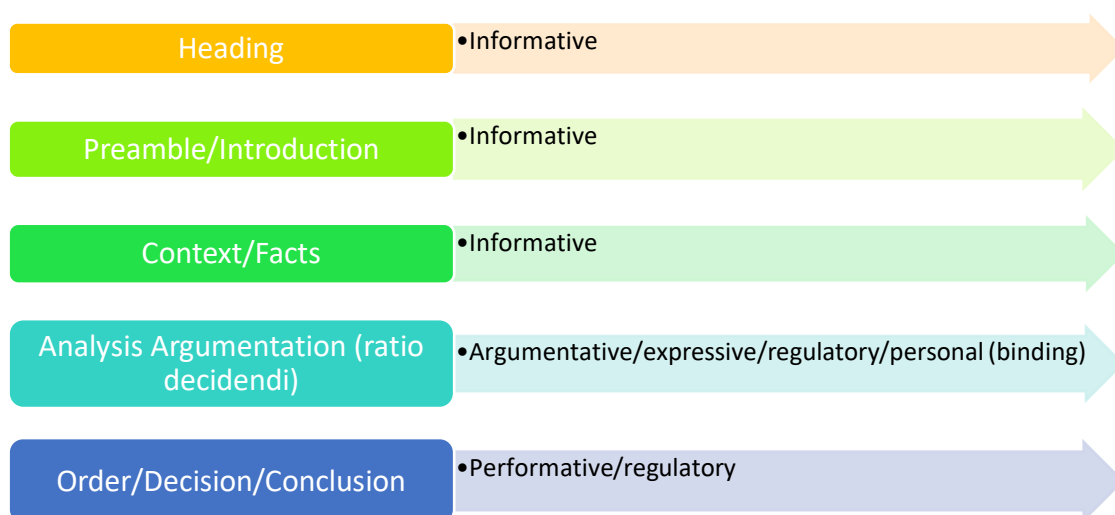 Heading
•Informative
Preamble/Introduction
•Informative
Context/Facts
•Informative
Analysis Argumentation (ratio
decidendi)
•Argumentative/expressive/regulatory/personal (binding)
Order/Decision/Conclusion
•Performative/regulatory